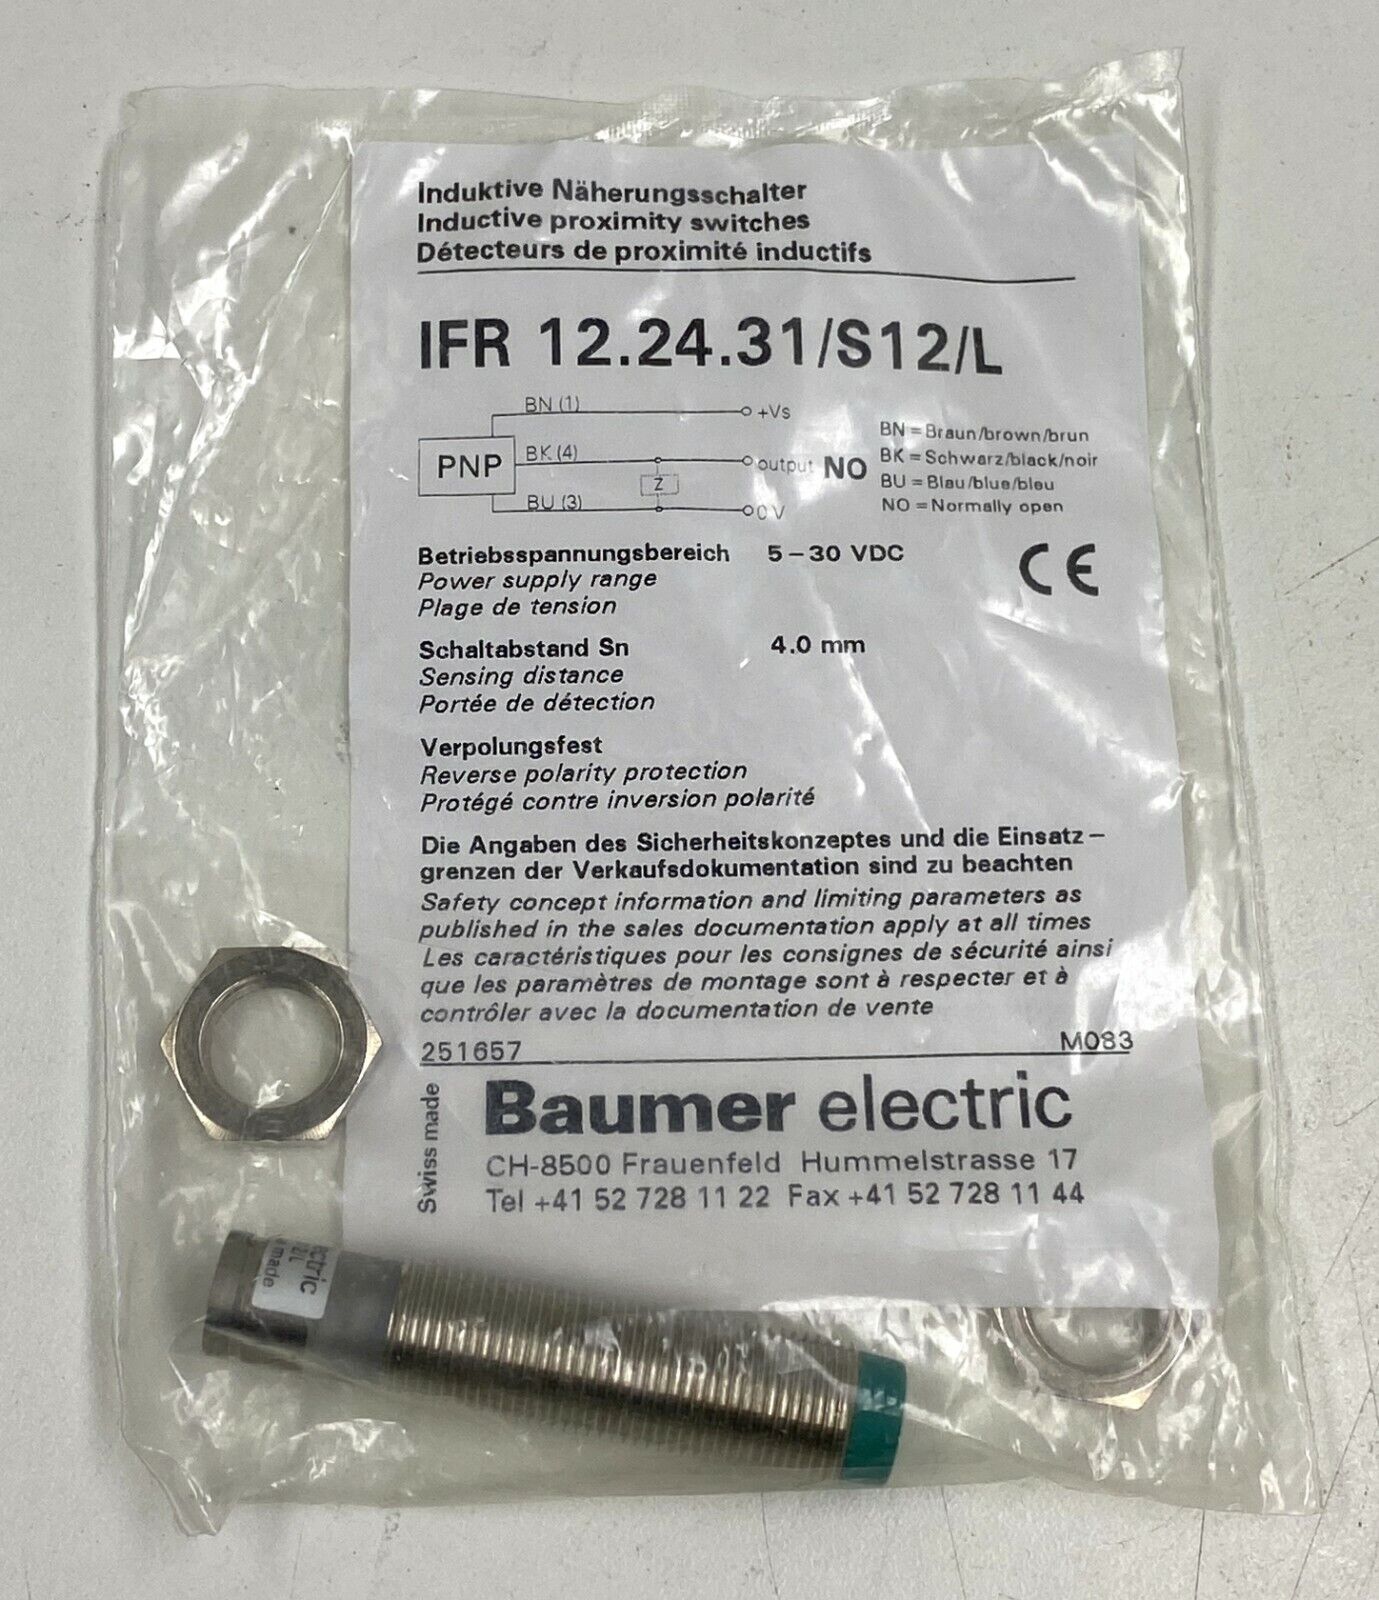 Induktive Näherungsschalter
Inductive proximity switches
Détecteurs de proximité inductifs
IFR 12.24.31/S12/L
PNP
BN (1)
+Vs
BK (4)
output NO
Z
BU (3)
0 V
BN = Braun/brown/brun
BK = Schwarz/black/noir
BU = Blau/blue/bleu
NO = Normally open
Betriebsspannungsbereich 5 – 30 VDC
Power supply range
Plage de tension
CE
Schaltabstand Sn 4.0 mm
Sensing distance
Portée de détection
Verpolungsfest
Reverse polarity protection
Protégé contre inversion polarité
Die Angaben des Sicherheitskonzeptes und die Einsatz –
grenzen der Verkaufsdokumentation sind zu beachten
Safety concept information and limiting parameters as
published in the sales documentation apply at all times
Les caractéristiques pour les consignes de sécurité ainsi
que les paramètres de montage sont à respecter et à
contrôler avec la documentation de vente
251657 M083
Swiss made
Baumer electric
CH-8500 Frauenfeld Hummelstrasse 17
Tel +41 52 728 11 22 Fax +41 52 728 11 44
ctric
2/L
made